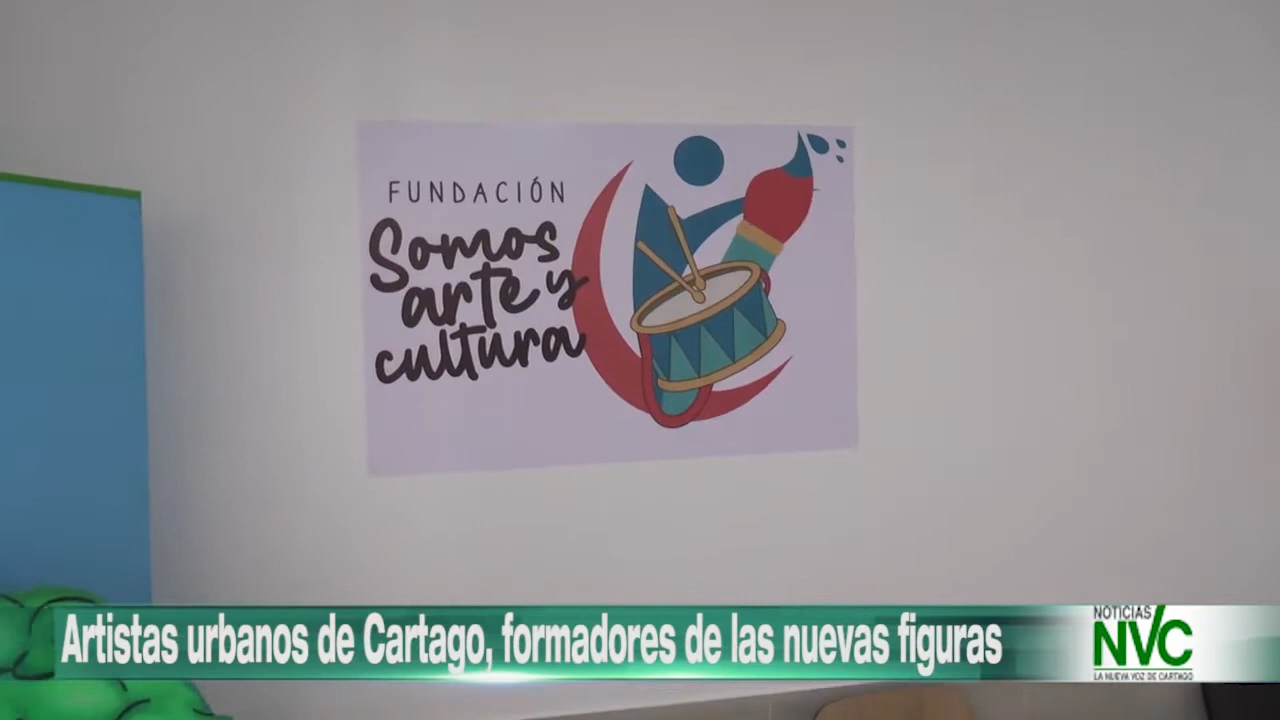 FUNDACIÓN
Somos
arte y
cultura
Artistas urbanos de Cartago, formadores de las nuevas figuras
NOTICIAS
NVC
LA NUEVA VOZ DE CARTAGO